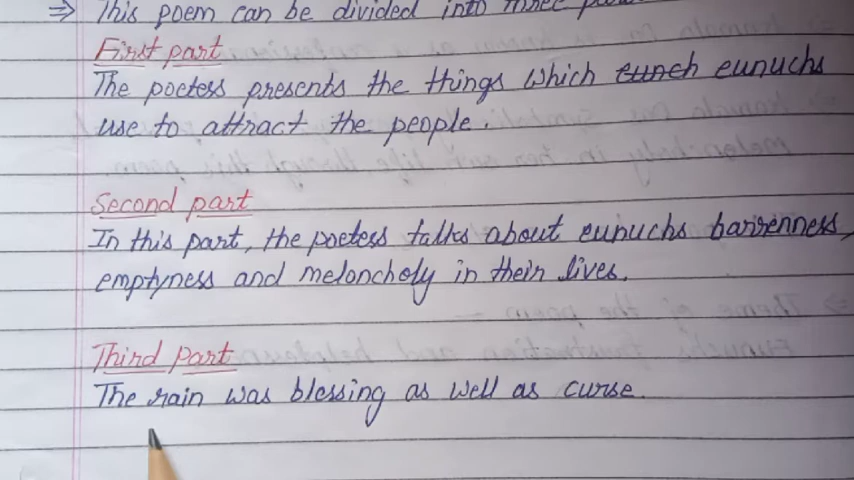 ⇒ This poem can be divided into three
First part
The poetess presents the things which eunch eunuchs
use to attract the people.
Second part
In this part, the poetess talks about eunuchs barrenness,
emptyness and meloncholy in their lives.
Third part
The rain was blessing as well as curse.